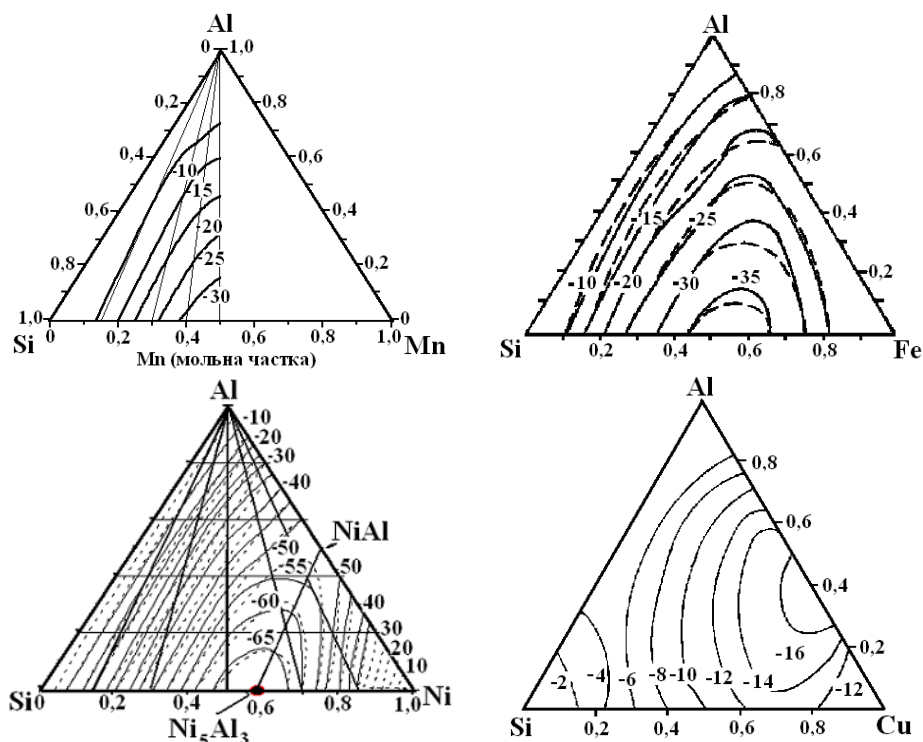 Al
0 1,0
0,2 0,8
0,4 0,6
-10
-15
0,6 0,4
-20
-25
0,8 0,2
-30
1,0 0
0 0,2 0,4 0,6 0,8 1,0
Si Mn
Mn (мольна частка)
Al
0,8
0,6
-15 -25
0,4
-10 -20 -30 -35
0,2
Si Fe
0,2 0,4 0,6 0,8
Al
-10
-20
-30
-40
NiAl
-50
-55 50
-60 40
-65 30
20
10
Si 0 0,2 0,4 0,6 0,8 1,0 Ni
Ni5Al3
Al
0,8
0,6
0,4
0,2
-16
-2 -4 -6 -8 -10 -12 -14 -12
Si Cu
0,2 0,4 0,6 0,8